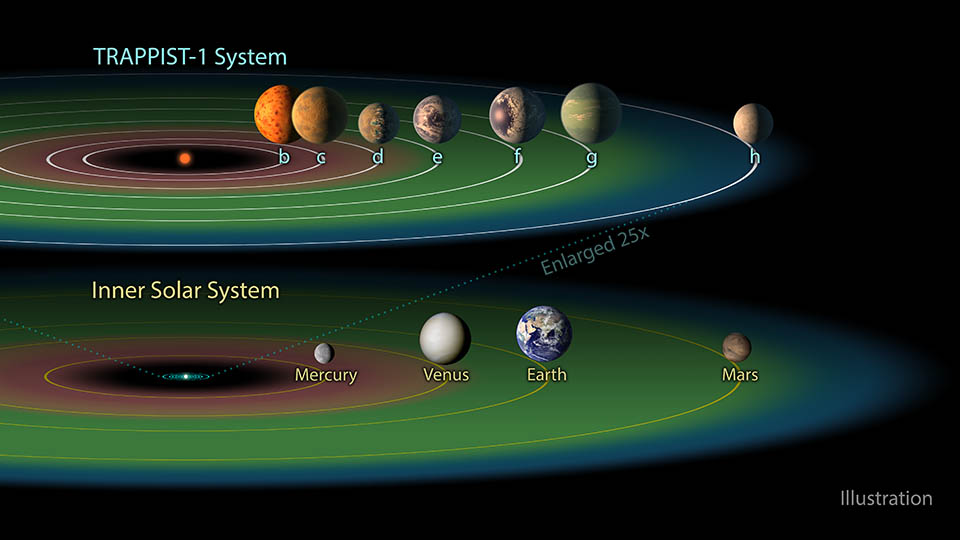 TRAPPIST-1 System
b c d e f g h
Enlarged 25x
Inner Solar System
Mercury Venus Earth Mars
Illustration